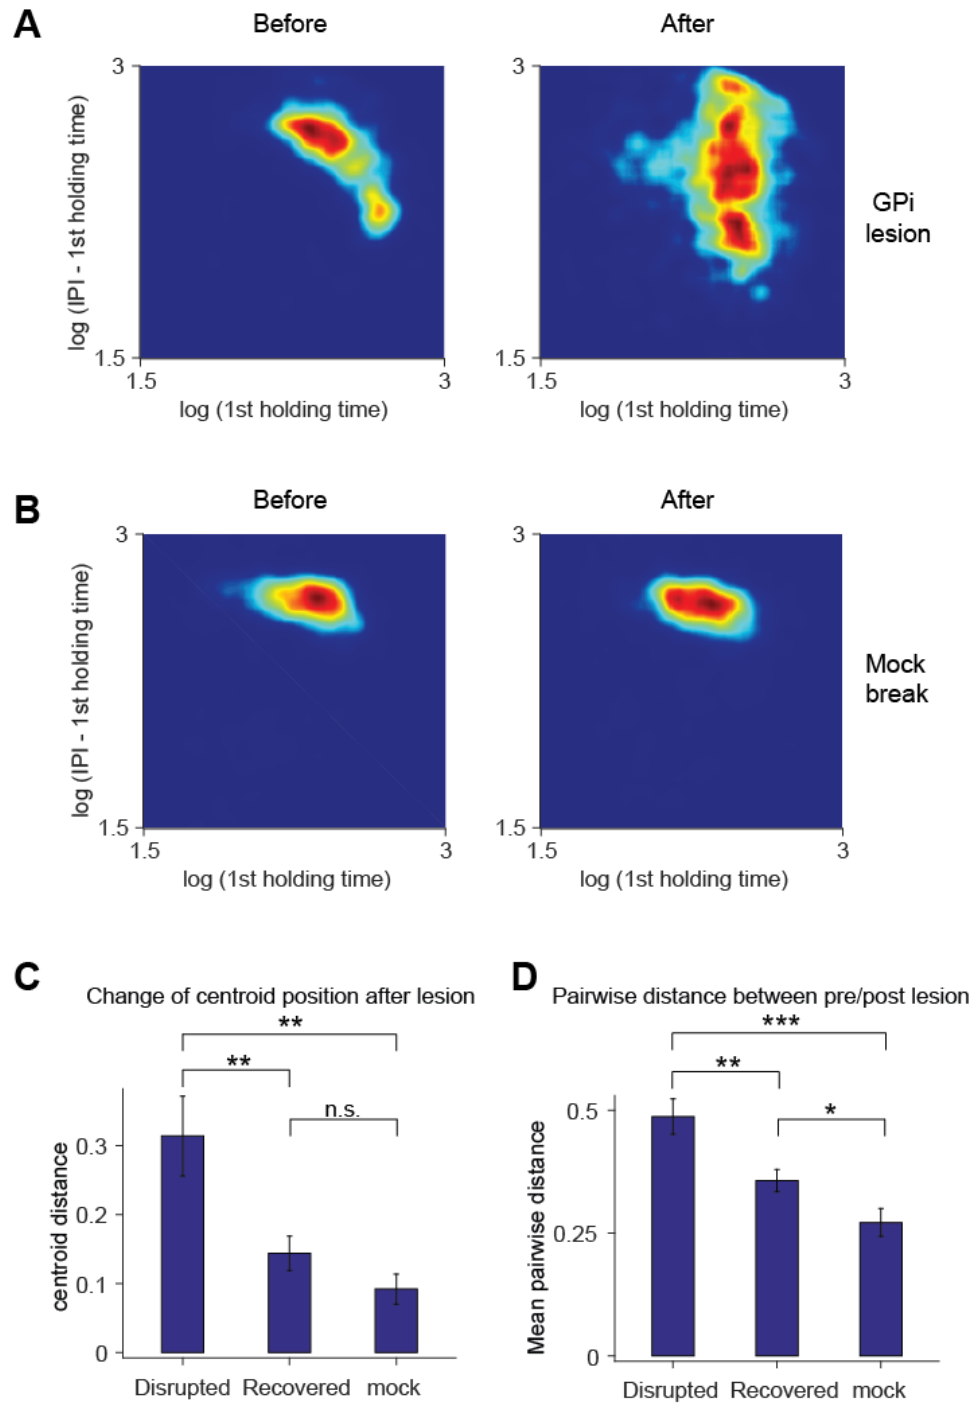 A
Before
After
3
3
log (IPI - 1st holding time)
GPi
lesion
1.5
1.5
1.5
3
1.5
3
log (1st holding time)
log (1st holding time)
B
Before
After
3
3
log (IPI - 1st holding time)
Mock
break
1.5
1.5
1.5
3
1.5
3
log (1st holding time)
log (1st holding time)
C
Change of centroid position after lesion
**
**
n.s.
centroid distance
0.3
0.2
0.1
0
Disrupted Recovered mock
D
Pairwise distance between pre/post lesion
***
**
*
Mean pairwise distance
0.5
0.25
0
Disrupted Recovered mock